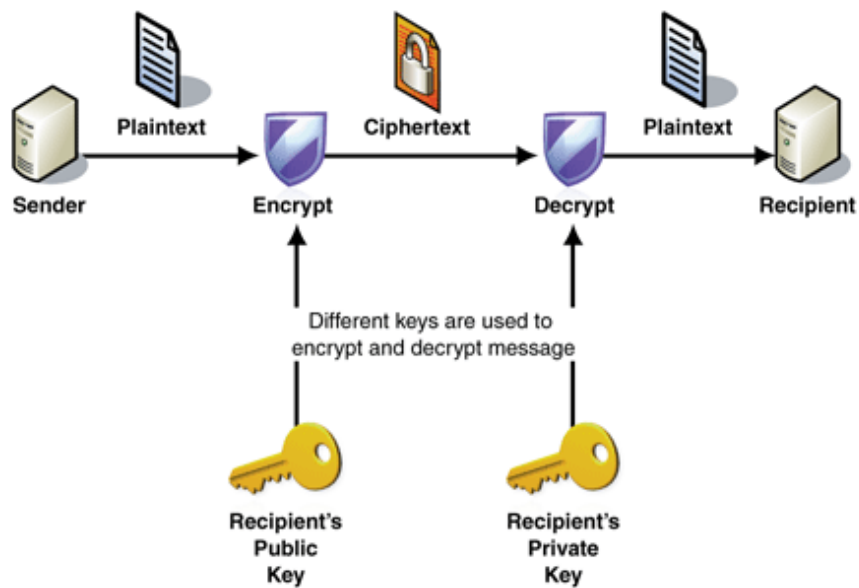 Plaintext
Ciphertext
Plaintext
Sender
Encrypt
Decrypt
Recipient
Different keys are used to
encrypt and decrypt message
Recipient's
Public
Key
Recipient's
Private
Key